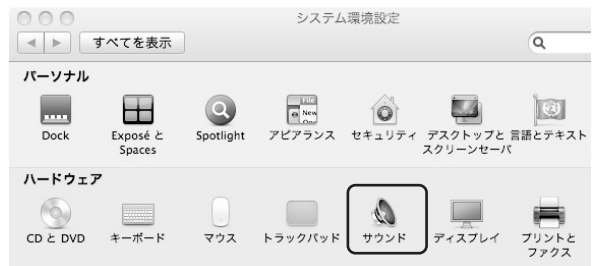 システム環境設定
すべてを表示
パーソナル
Dock
Exposé と
Spaces
Spotlight
File
New
アピアランス
セキュリティ
デスクトップと
スクリーンセーバ
言語とテキスト
ハードウェア
CD と DVD
キーボード
マウス
トラックパッド
サウンド
ディスプレイ
プリントと
ファクス